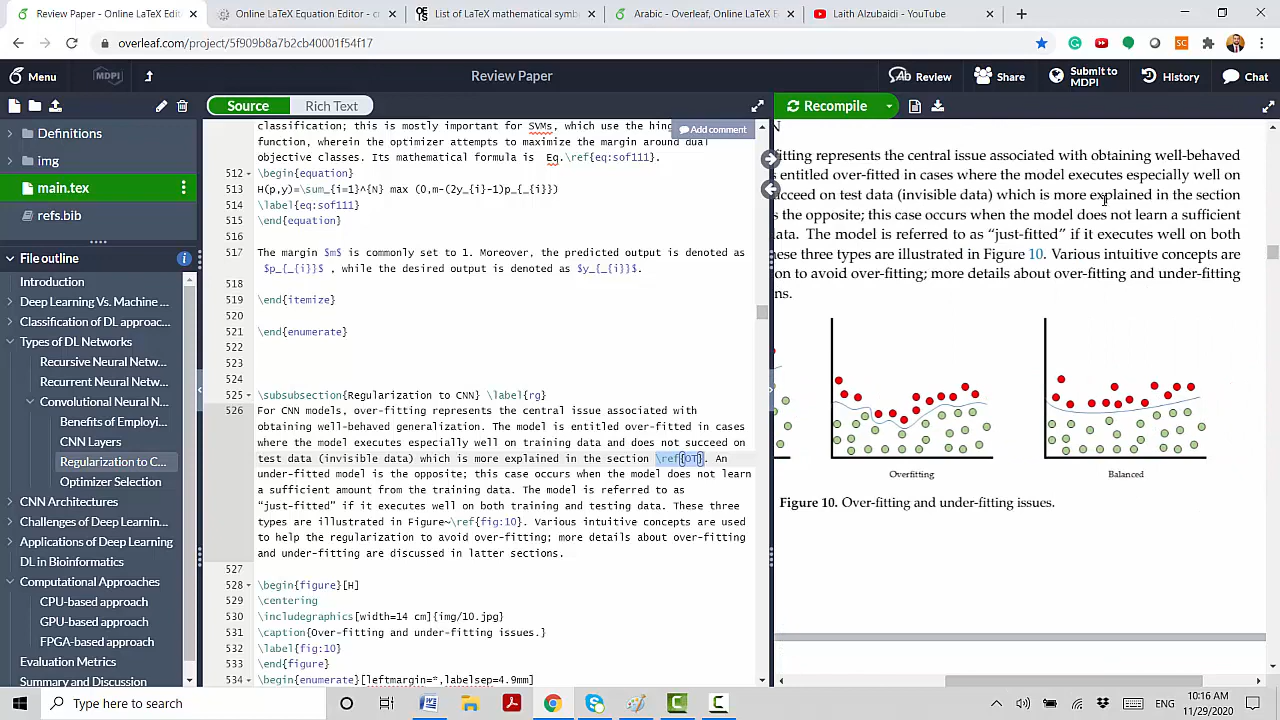 Review Paper - Online LaTeX Edit
Online LaTeX Equation Editor - cr
List of LaTeX mathematical symb
Arabic - Overleaf, Online LaTeX E
Laith Alzubaidi - YouTube
overleaf.com/project/5f909b8a7b2cb40001f54f17
Menu
MDPI
Review Paper
Review
Share
Submit to
MDPI
History
Chat
Source
Rich Text
Recompile
Definitions
img
main.tex
refs.bib
File outline
Introduction
Deep Learning Vs. Machine ...
Classification of DL approac...
Types of DL Networks
Recursive Neural Netw...
Recurrent Neural Netw...
Convolutional Neural N...
Benefits of Employi...
CNN Layers
Regularization to C...
Optimizer Selection
CNN Architectures
Challenges of Deep Learnin...
Applications of Deep Learning
DL in Bioinformatics
Computational Approaches
CPU-based approach
GPU-based approach
FPGA-based approach
Evaluation Metrics
Summary and Discussion
Add comment
classification; this is mostly important for SVMs, which use the hing
function, wherein the optimizer attempts to maximize the margin around dual
objective classes. Its mathematical formula is  Eq.\ref{eq:sof111}.
512 \begin{equation}
513 H(p,y)=\sum_{i=1}^{N} max (0,m-(2y_{i}-1)p_{_{i}})
514 \label{eq:sof111}
515 \end{equation}
516
517 The margin $m$ is commonly set to 1. Moreover, the predicted output is denoted as
$p_{_{i}}$ , while the desired output is denoted as $y_{_{i}}$.
518
519 \end{itemize}
520
521 \end{enumerate}
522
523
524
525 \subsubsection{Regularization to CNN} \label{rg}
526 For CNN models, over-fitting represents the central issue associated with
obtaining well-behaved generalization. The model is entitled over-fitted in cases
where the model executes especially well on training data and does not succeed on
test data (invisible data) which is more explained in the section \ref{OT}. An
under-fitted model is the opposite; this case occurs when the model does not learn
a sufficient amount from the training data. The model is referred to as
“just-fitted” if it executes well on both training and testing data. These three
types are illustrated in Figure~\ref{fig:10}. Various intuitive concepts are used
to help the regularization to avoid over-fitting; more details about over-fitting
and under-fitting are discussed in latter sections.
527
528 \begin{figure}[H]
529 \centering
530 \includegraphics[width=14 cm]{img/10.jpg}
531 \caption{Over-fitting and under-fitting issues.}
532 \label{fig:10}
533 \end{figure}
534 \begin{enumerate}[leftmargin=*,labelsep=4.9mm]
N
fitting represents the central issue associated with obtaining well-behaved
s entitled over-fitted in cases where the model executes especially well on
ucceed on test data (invisible data) which is more explained in the section
s the opposite; this case occurs when the model does not learn a sufficient
data. The model is referred to as “just-fitted” if it executes well on both
hese three types are illustrated in Figure 10. Various intuitive concepts are
on to avoid over-fitting; more details about over-fitting and under-fitting
ns.
Overfitting
Balanced
Figure 10. Over-fitting and under-fitting issues.
Type here to search
ENG
10:16 AM
11/29/2020